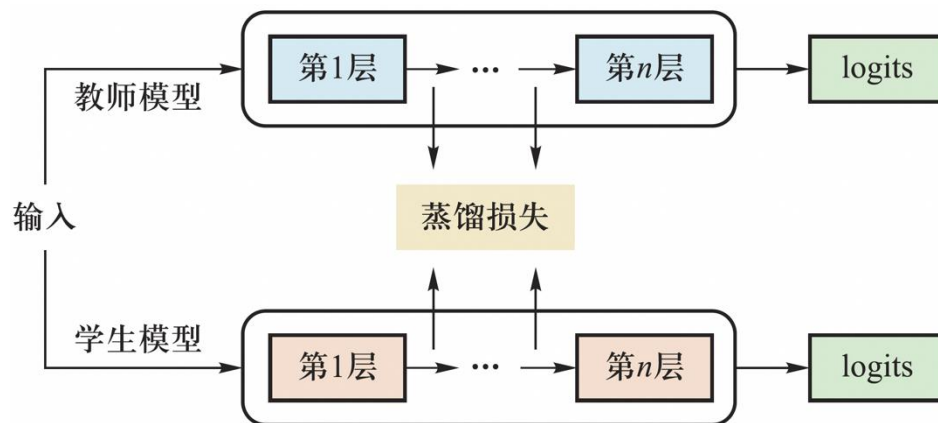 第1层
···
第n层
logits
教师模型
蒸馏损失
输入
学生模型
第1层
···
第n层
logits